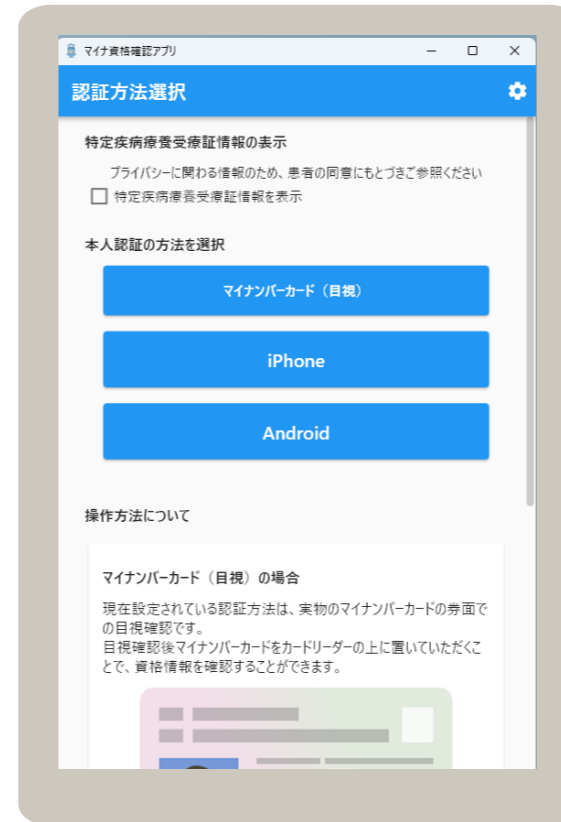 マイナ資格確認アプリ
認証方法選択
特定疾病療養受療証情報の表示
プライバシーに関わる情報のため、患者の同意にもとづきご参照ください
特定疾病療養受療証情報を表示
本人認証の方法を選択
マイナンバーカード（目視）
iPhone
Android
操作方法について
マイナンバーカード（目視）の場合
現在設定されている認証方法は、実物のマイナンバーカードの券面で
の目視確認です。
目視確認後マイナンバーカードをカードリーダーの上に置いていただくこ
とで、資格情報を確認することができます。